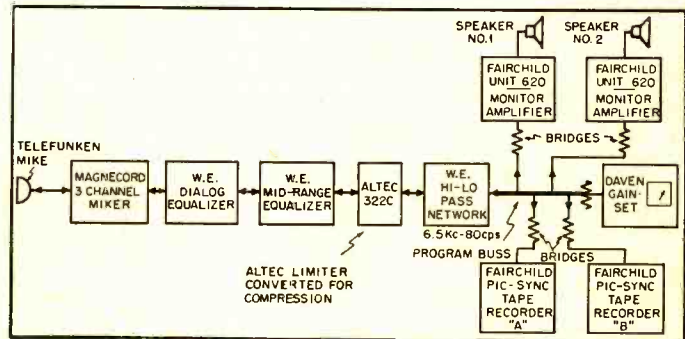 SPEAKER
NO. 1
SPEAKER
NO. 2
FAIRCHILD
UNIT 620
MONITOR
AMPLIFIER
FAIRCHILD
UNIT 620
MONITOR
AMPLIFIER
BRIDGES
TELEFUNKEN
MIKE
MAGNECORD
3 CHANNEL
MIKER
W.E.
DIALOG
EQUALIZER
W.E.
MID-RANGE
EQUALIZER
ALTEC
322C
W.E.
HI-LO
PASS
NETWORK
DAVEN
GAIN-
SET
6.5Kc-80cps
PROGRAM BUSS
BRIDGES
ALTEC LIMITER
CONVERTED FOR
COMPRESSION
FAIRCHILD
PIC-SYNC
TAPE
RECORDER
"A"
FAIRCHILD
PIC-SYNC
TAPE
RECORDER
"B"